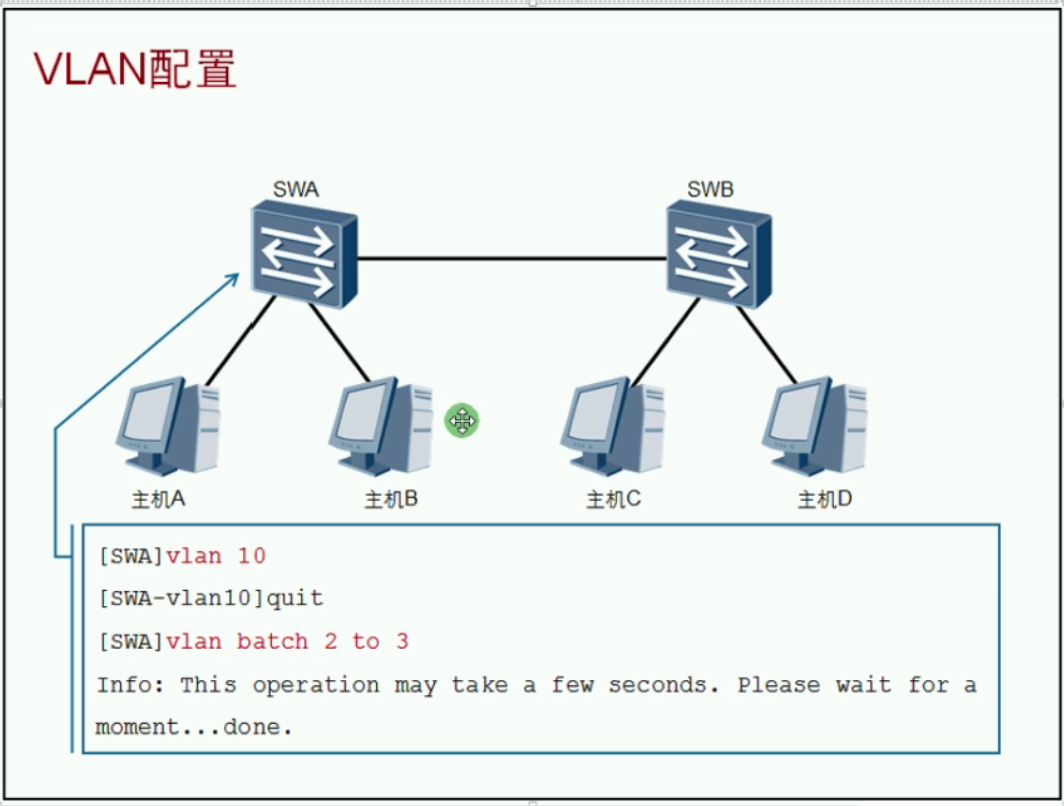 VLAN配置
SWA
SWB
主机A
主机B
主机C
主机D
[SWA]vlan 10
[SWA-vlan10]quit
[SWA]vlan batch 2 to 3
Info: This operation may take a few seconds. Please wait for a
moment...done.